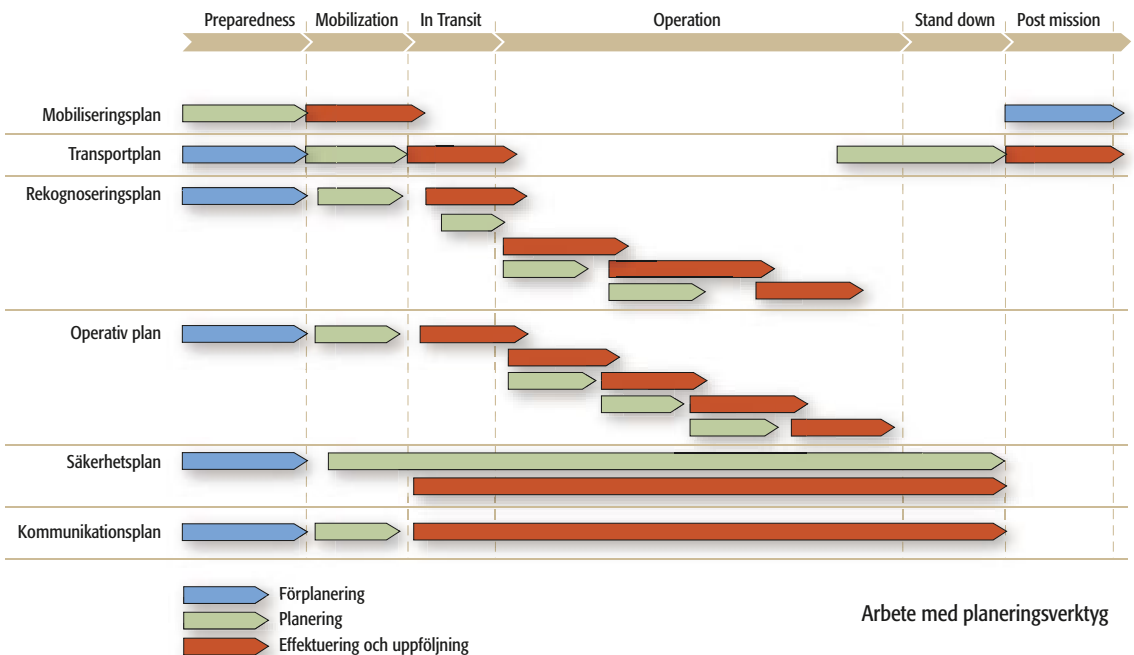 Preparedness Mobilization In Transit Operation Stand down Post mission
Mobiliseringsplan
Transportplan
Rekognoseringsplan
Operativ plan
Säkerhetsplan
Kommunikationsplan
Förplanering
Planering
Effektuering och uppföljning
Arbete med planeringsverktyg